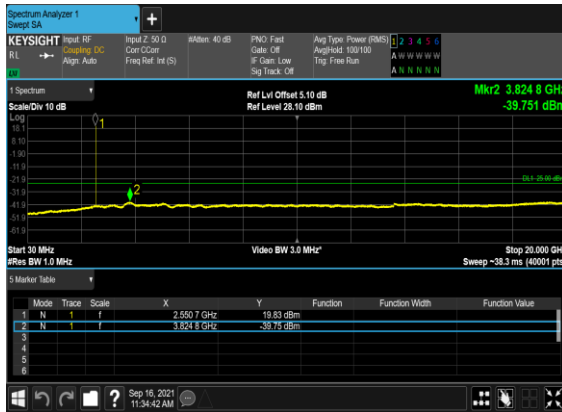 Spectrum Analyzer 1
Swept SA
KEYSIGHT Input: RF Input Z: 50 Ω #Atten: 40 dB PNO: Fast Avg Type: Power (RMS) 1 2 3 4 5 6
RL Coupling: DC Corr CCorr Gate: Off Avg|Hold: 100/100 A W W W W W
Align: Auto Freq Ref: Int (S) IF Gain: Low Trig: Free Run
Sig Track: Off A N N N N N
1 Spectrum Ref Lvl Offset 5.10 dB Mkr2 3.824 8 GHz
Scale/Div 10 dB Ref Level 28.10 dBm -39.751 dBm
Log
18.1
8.10
-1.90
-11.9
-21.9
-31.9
-41.9
-51.9
-61.9
1
2
Start 30 MHz Video BW 3.0 MHz* Stop 20.000 GH
#Res BW 1.0 MHz Sweep ~38.3 ms (40001 pts
5 Marker Table
Mode Trace Scale X Y Function Function Width Function Value
1 N 1 f 2.550 7 GHz 19.83 dBm
2 N 1 f 3.824 8 GHz -39.75 dBm
3
4
5
6
? Sep 16, 2021
11:34:42 AM